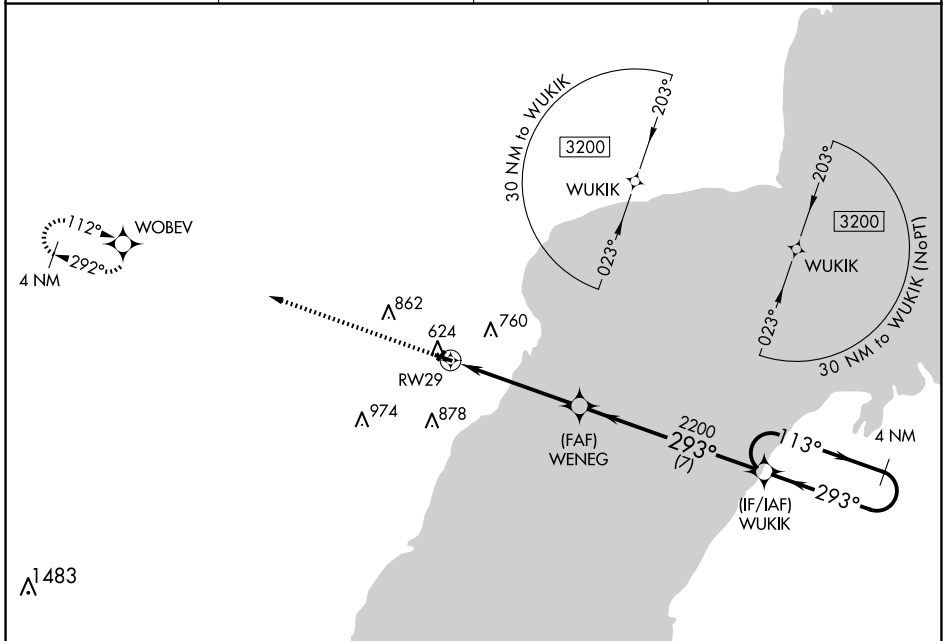 30 NM to WUKIK
203°
3200
WUKIK
023°
203°
3200
WUKIK
023°
30 NM to WUKIK (NoPT)
112°
WOBEV
292°
4 NM
862
624
760
RW29
974
878
(FAF)
WENEG
2200
293°
(7)
113°
4 NM
293°
(IF/IAF)
WUKIK
1483